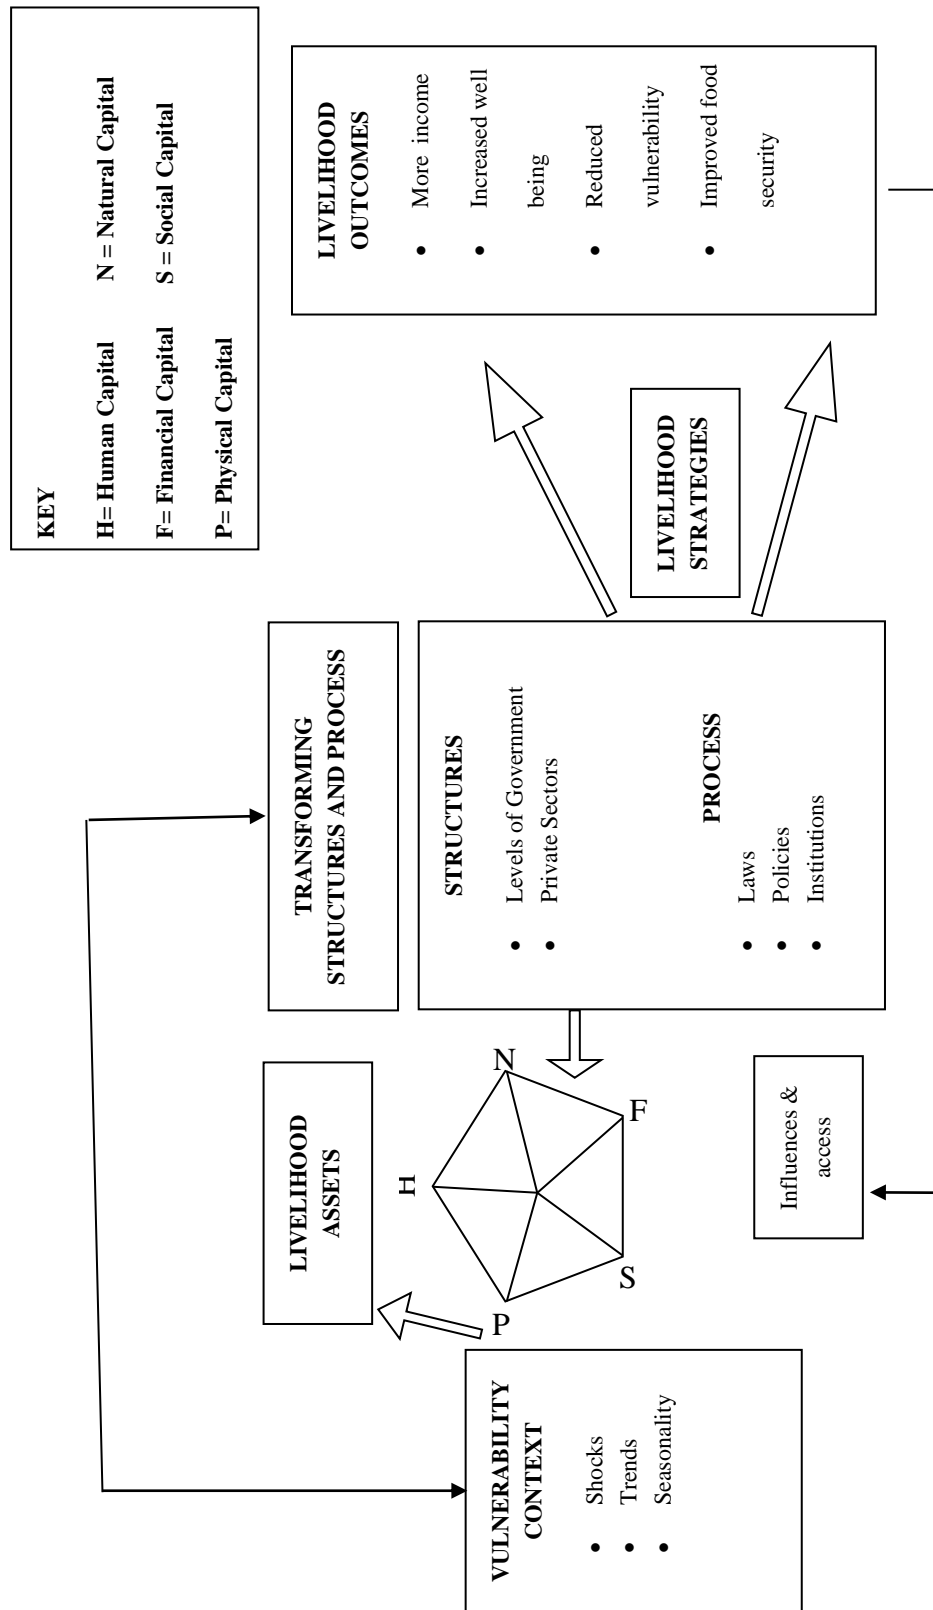 KEY
H= Human Capital N = Natural Capital
F= Financial Capital S = Social Capital
P= Physical Capital
VULNERABILITY
CONTEXT
• Shocks
• Trends
• Seasonality
LIVELIHOOD
ASSETS
H
N
F
S
P
Influences &
access
TRANSFORMING
STRUCTURES AND PROCESS
STRUCTURES
• Levels of Government
• Private Sectors
PROCESS
• Laws
• Policies
• Institutions
LIVELIHOOD
STRATEGIES
LIVELIHOOD
OUTCOMES
• More income
• Increased well
being
• Reduced
vulnerability
• Improved food
security